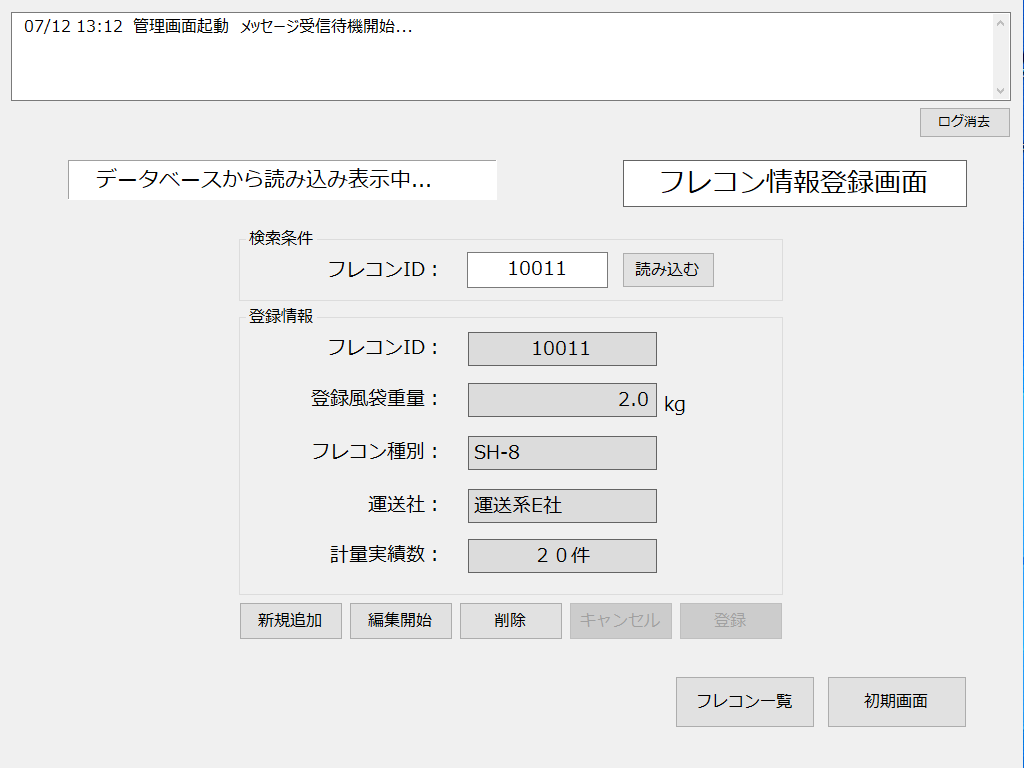 07/12 13:12 管理画面起動 メッセージ受信待機開始...
ログ消去
データベースから読み込み表示中...
フレコン情報登録画面
検索条件
フレコンID： 10011 読み込む
登録情報
フレコンID： 10011
登録風袋重量： 2.0 kg
フレコン種別： SH-8
運送社： 運送系E社
計量実績数： ２０件
新規追加 編集開始 削除 キャンセル 登録
フレコン一覧 初期画面